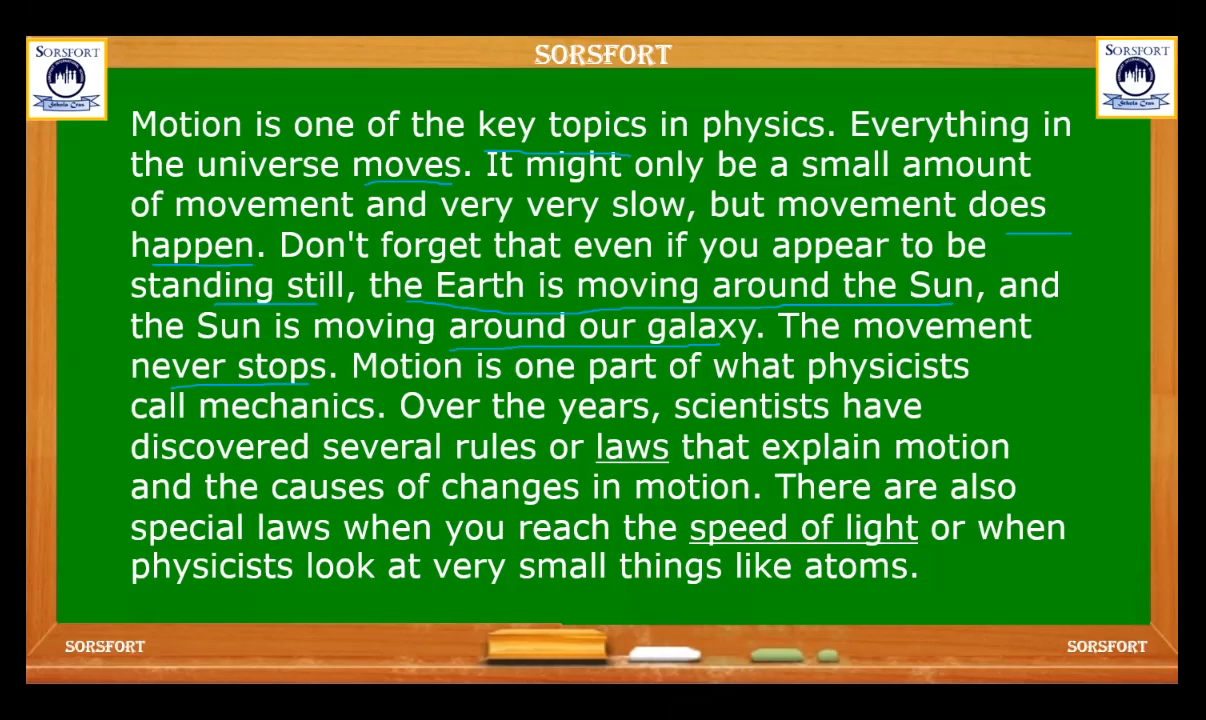 SORSFORT
SORSFORT
SORSFORT
Schola Crus
Motion is one of the key topics in physics. Everything in
the universe moves. It might only be a small amount
of movement and very very slow, but movement does
happen. Don't forget that even if you appear to be
standing still, the Earth is moving around the Sun, and
the Sun is moving around our galaxy. The movement
never stops. Motion is one part of what physicists
call mechanics. Over the years, scientists have
discovered several rules or laws that explain motion
and the causes of changes in motion. There are also
special laws when you reach the speed of light or when
physicists look at very small things like atoms.
SORSFORT
SORSFORT